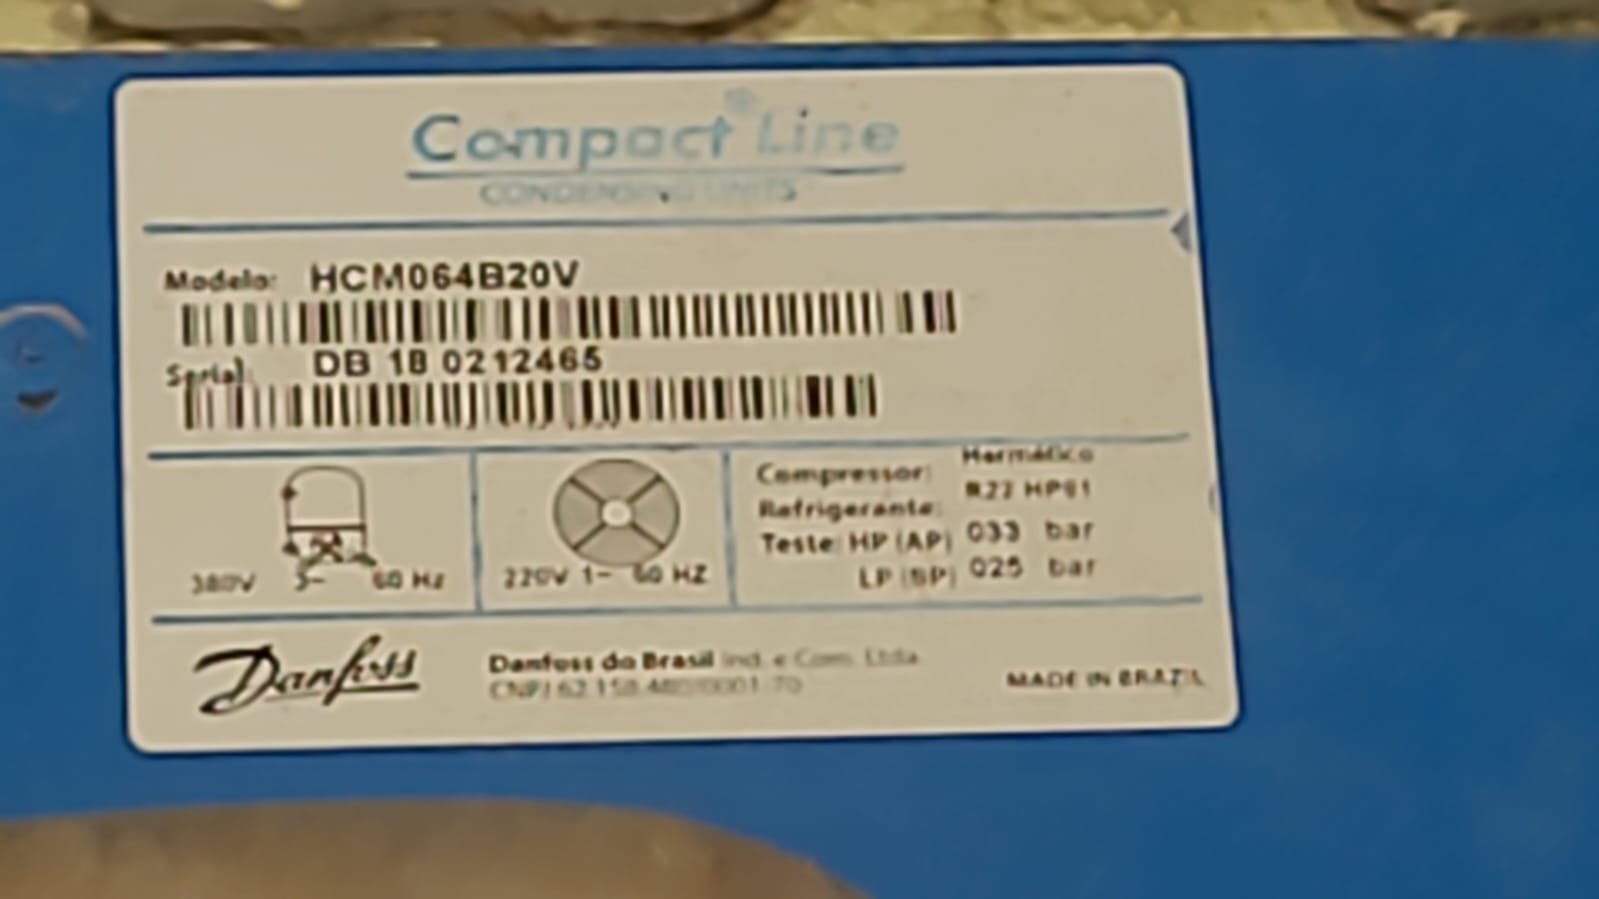 Compact® Line
CONDENSING UNITS
Modelo: HCM064B20V
Serial: DB 18 0212465
380V 3~ 60 Hz
220V 1~ 60 HZ
Compressor: Hermético
Refrigerante: R22 HP81
Teste: HP (AP) 033 bar
LP (BP) 025 bar
Danfoss
Danfoss do Brasil Ind. e Com. Ltda.
CNPJ
MADE IN BRAZIL